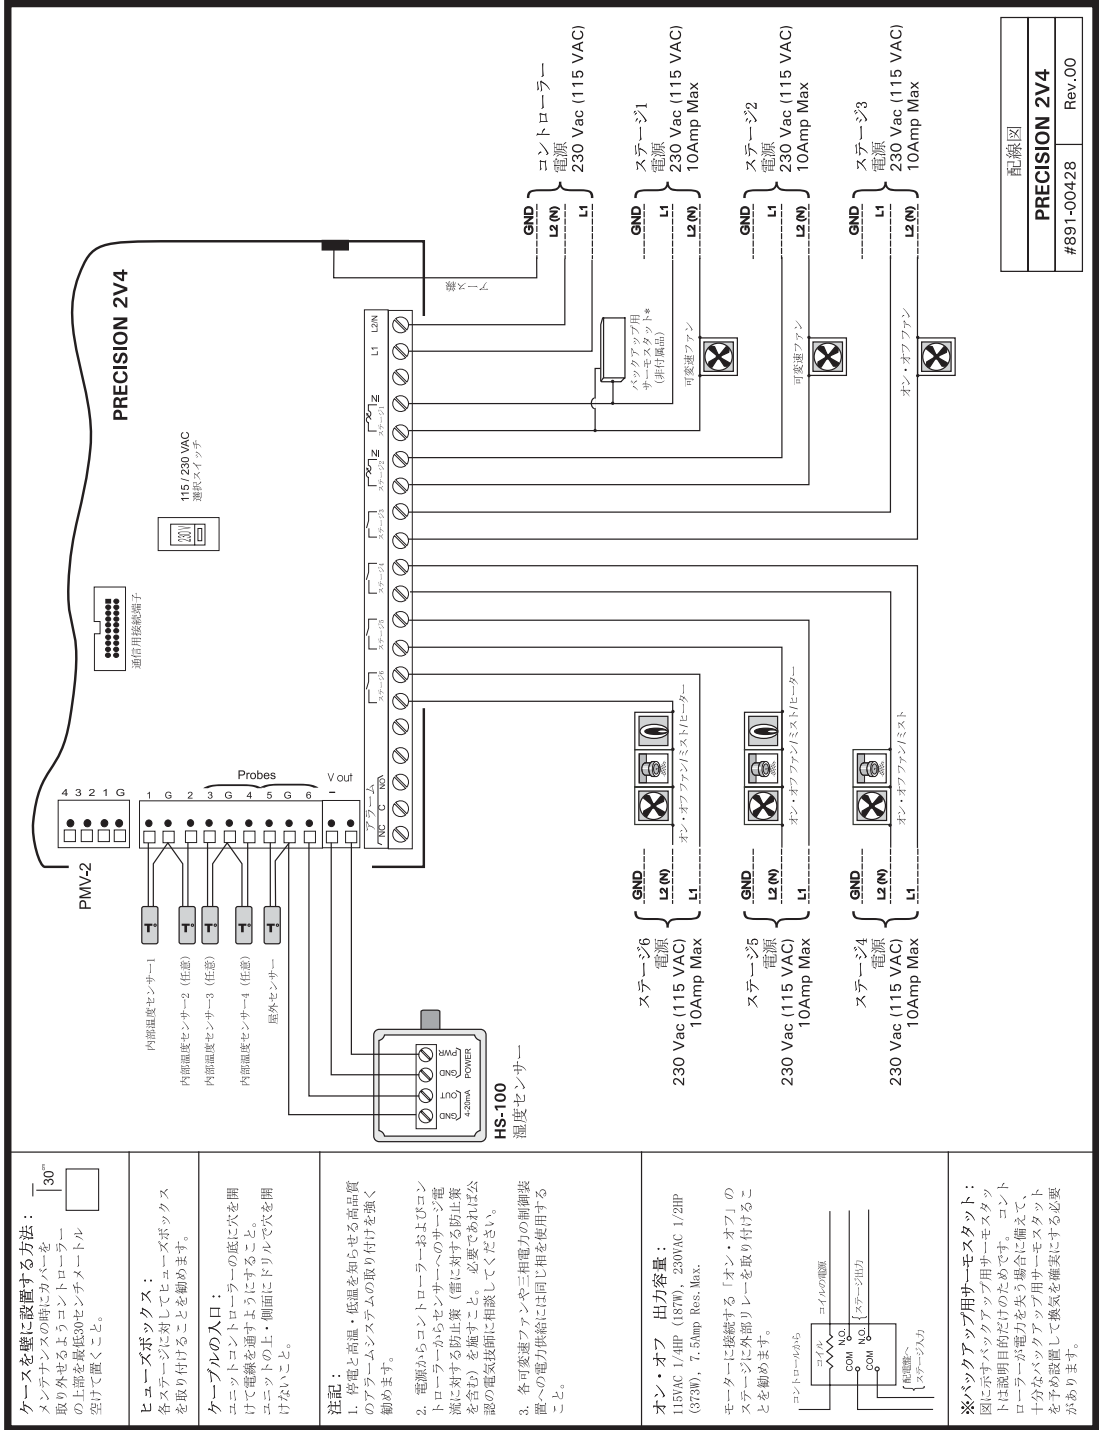 ケースを壁に設置する方法：
30㎝
メンテナンスの時にカバーを
取り外せるようコントローラー
の上部を最低30センチメートル
空けて置くこと。
ヒューズボックス：
各ステージに対してヒューズボックス
を取り付けることを勧めます。
ケーブルの入口：
ユニットコントローラーの底に穴を開
けて電線を通すようにすること。
ユニットの上・側面にドリルで穴を開
けないこと。
注記：
1. 停電と高温・低温を知らせる高品質
のアラームシステムの取り付けを強く
勧めます。
2. 電源からコントローラーおよびコン
トローラーからセンサーへのサージ電
流に対する防止策（雷に対する防止策
を含む）を施すこと。 必要であれば公
認の電気技師に相談してください。
3. 各可変速ファンや三相電力の制御装
置への電力供給には同じ相を使用する
こと。
オン・オフ 出力容量：
115VAC 1/4HP (187W), 230VAC 1/2HP
(373W), 7.5Amp Res.Max.
モーターに接続する「オン・オフ」の
ステージに外部リレーを取り付けるこ
とを勧めます。
コントロールから
コイルの電源
コイル
N.O.
COM
N.O.
COM
ステージ出力
配電盤へ
ステージ入力
※バックアップ用サーモスタット：
図に示すバックアップ用サーモスタッ
トは説明目的だけのためです。 コント
ローラーが電力を失う場合に備えて、
十分なバックアップ用サーモスタット
を予め設置して換気を確実にする必要
があります。
PMV-2
4 3 2 1 G
通信用接続端子
115 / 230 VAC
選択スイッチ
230V
PRECISION 2V4
1 G 2 3 G 4 5 G 6
Probes
V out
-
内部温度センサー1
内部温度センサー2（任意）
内部温度センサー3（任意）
内部温度センサー4（任意）
屋外センサー
T° T° T° T° T°
GND OUT GND PWR
4-20mA POWER
HS-100
湿度センサー
アラーム
NC C NO
ステージ6
ステージ5
ステージ4
ステージ3
ステージ2
N
ステージ1
N
L1
L2/N
アース線
バックアップ用
サーモスタット*
（非付属品）
可変速ファン
可変速ファン
オン・オフ ファン
オン・オフ ファン/ミスト/ヒーター
オン・オフ ファン/ミスト/ヒーター
オン・オフ ファン/ミスト
GND
L2 (N)
L1
コントローラー
電源
230 Vac (115 VAC)
GND
L1
L2 (N)
ステージ1
電源
230 Vac (115 VAC)
10Amp Max
GND
L1
L2 (N)
ステージ2
電源
230 Vac (115 VAC)
10Amp Max
GND
L1
L2 (N)
ステージ3
電源
230 Vac (115 VAC)
10Amp Max
GND
L2 (N)
L1
ステージ6
電源
230 Vac (115 VAC)
10Amp Max
GND
L2 (N)
L1
ステージ5
電源
230 Vac (115 VAC)
10Amp Max
GND
L2 (N)
L1
ステージ4
電源
230 Vac (115 VAC)
10Amp Max
配線図
PRECISION 2V4
#891-00428
Rev.00